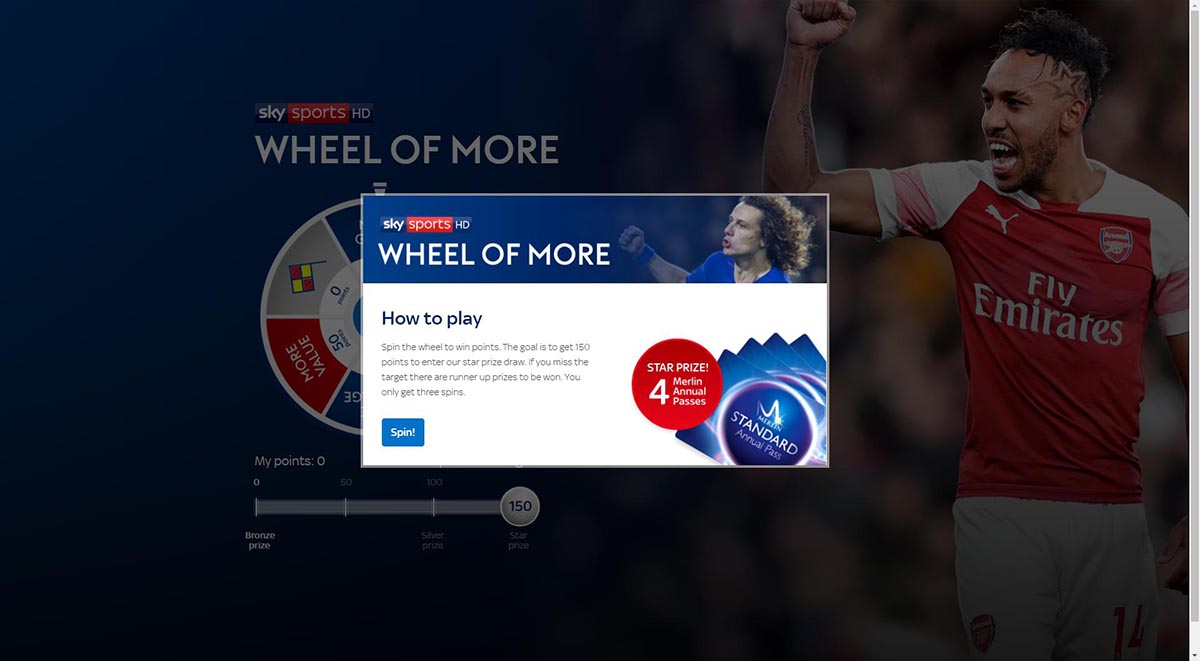 sky sports HD
WHEEL OF MORE
0 points
50 points
MORE VALUE
sky sports HD
WHEEL OF MORE
How to play
Spin the wheel to win points. The goal is to get 150
points to enter our star prize draw. If you miss the
target there are runner up prizes to be won. You
only get three spins.
Spin!
STAR PRIZE!
4 Merlin
Annual
Passes
MERLIN
STANDARD
Annual Pass
My points: 0
0 50 100
150
Bronze
prize
Silver
prize
Star
prize
Arsenal
Fly
Emirates
14